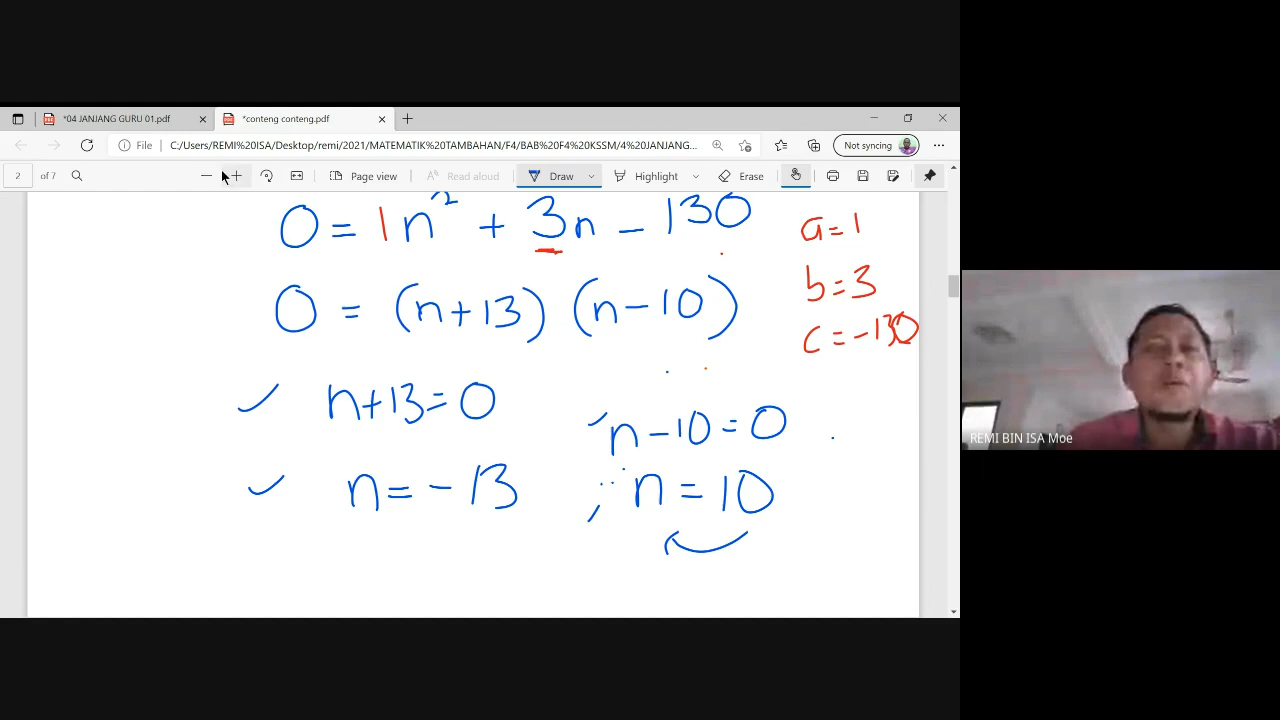 *04 JANJANG GURU 01.pdf
*conteng conteng.pdf
File
C:/Users/REMI%20ISA/Desktop/remi/2021/MATEMATIK%20TAMBAHAN/F4/BAB%20F4%20KSSM/4%20JANJANG...
Not syncing
2 of 7
Page view
Read aloud
Draw
Highlight
Erase
0 = 1n² + 3n - 130
a = 1
b = 3
0 = (n+13) (n-10)
c = -130
n+13=0
n-10=0
n = -13 ; n = 10
REMI BIN ISA Moe